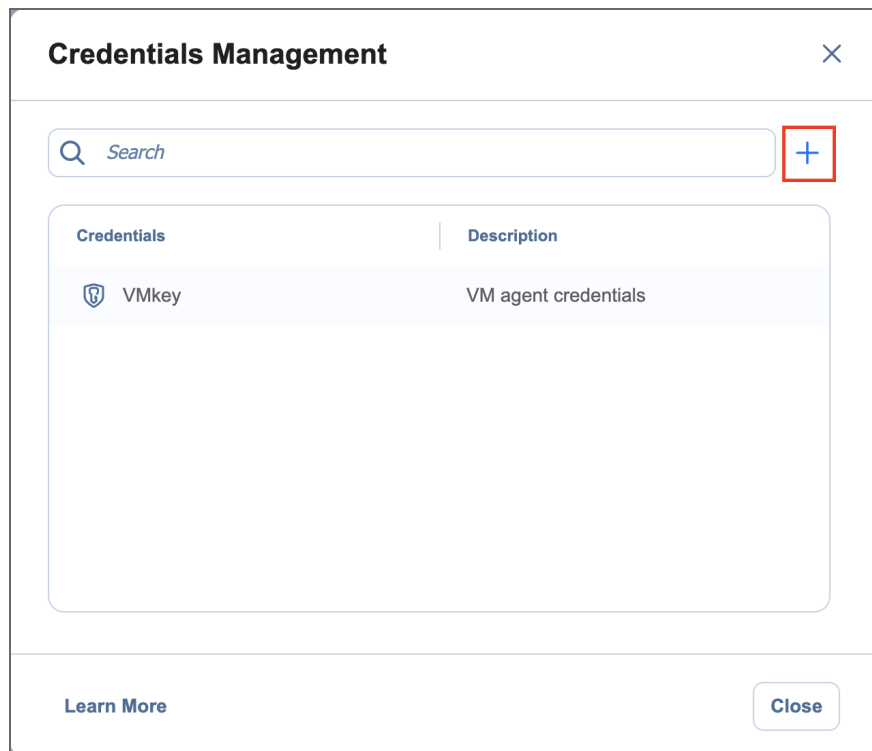 Credentials Management
Search
Credentials Description
VMkey VM agent credentials
Learn More Close